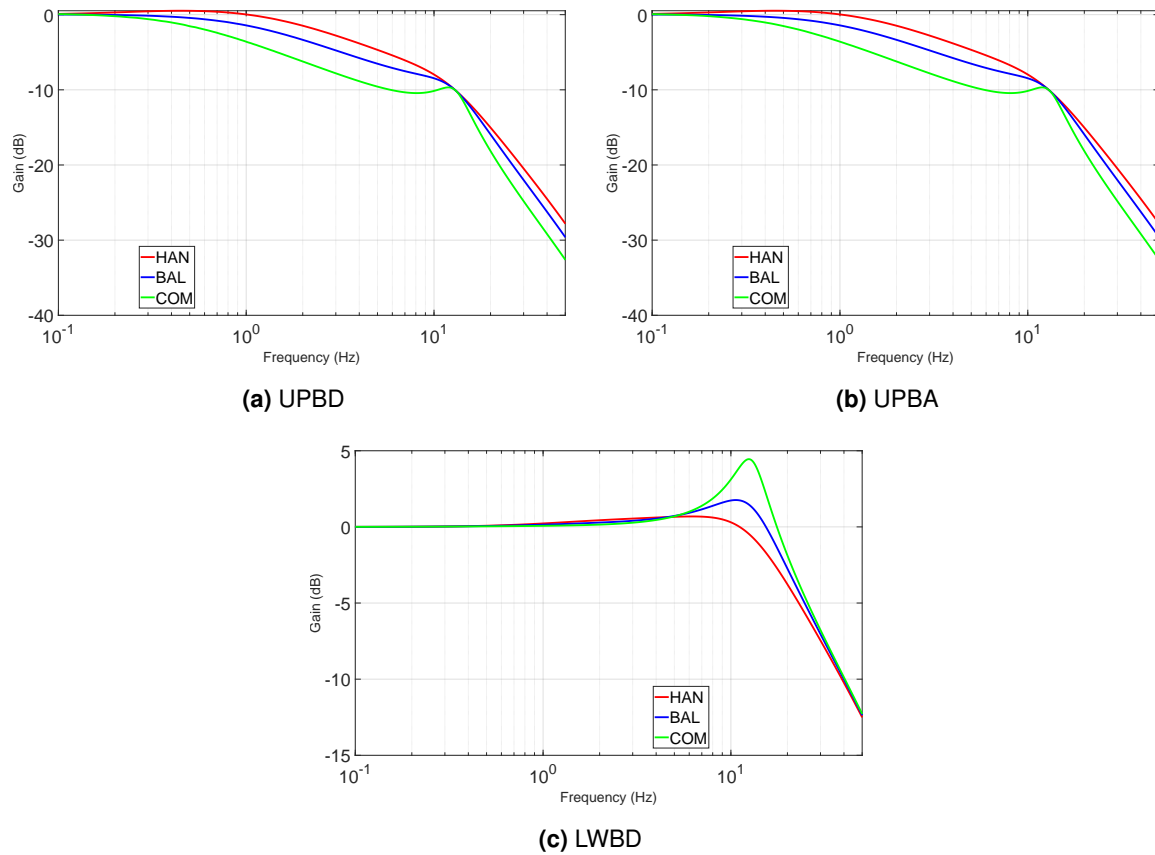 0
-10
-20
-30
-40
Gain (dB)
HAN
BAL
COM
10^-1
10^0
10^1
Frequency (Hz)
(a) UPBD
0
-10
-20
-30
-40
Gain (dB)
HAN
BAL
COM
10^-1
10^0
10^1
Frequency (Hz)
(b) UPBA
5
0
-5
-10
-15
Gain (dB)
HAN
BAL
COM
10^-1
10^0
10^1
Frequency (Hz)
(c) LWBD